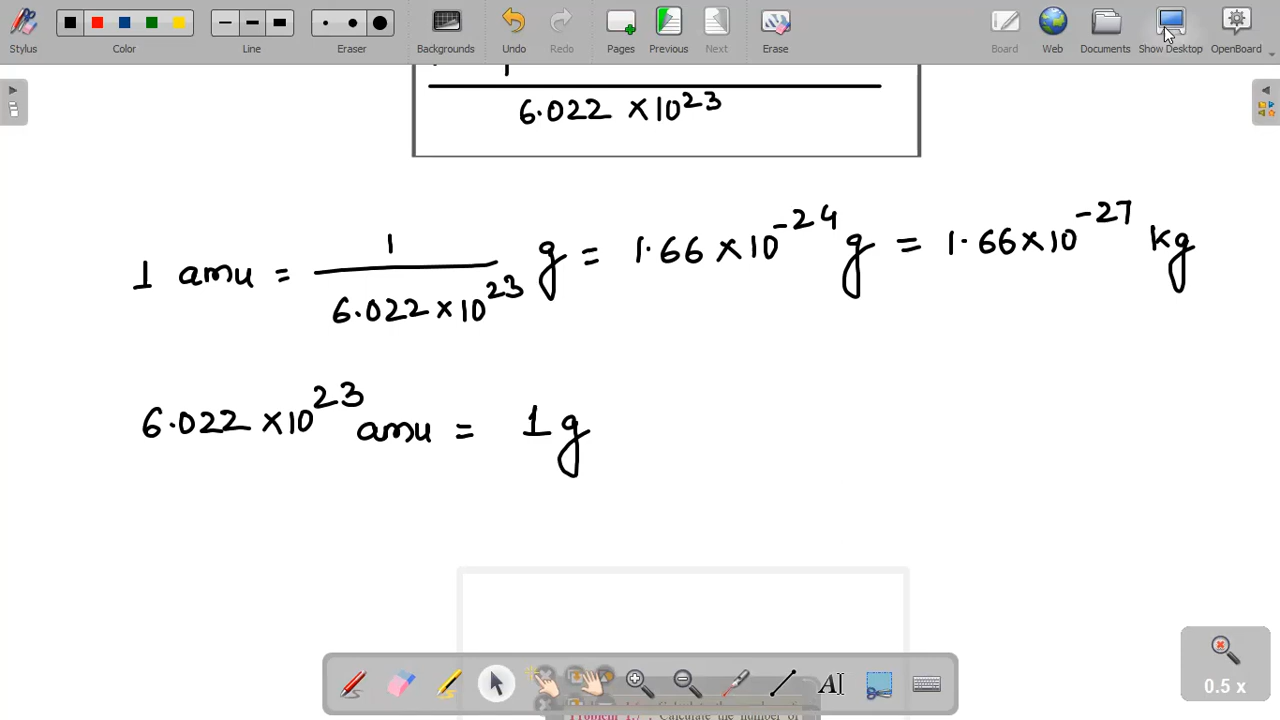 Stylus Color Line Eraser Backgrounds Undo Redo Pages Previous Next Erase Board Web Documents Show Desktop OpenBoard
6.022 ×10²³
1 amu = 1 / 6.022×10²³ g = 1.66 ×10⁻²⁴ g = 1.66×10⁻²⁷ kg
6.022 ×10²³ amu = 1 g
0.5 x